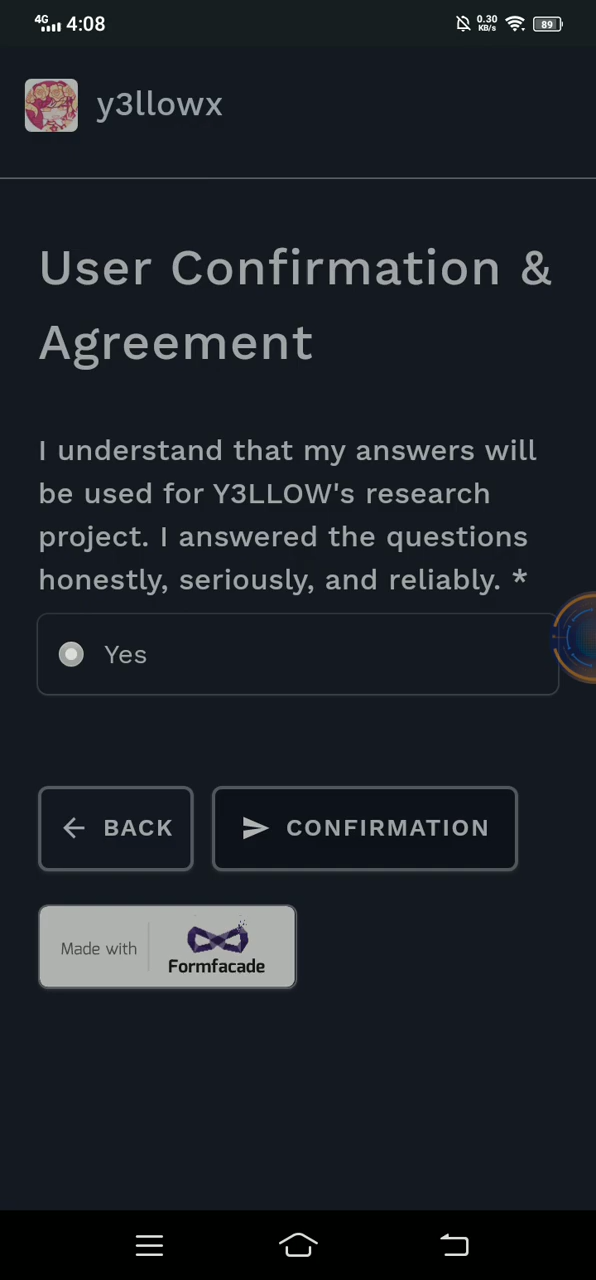 4G 4:08 0.30 KB/s 89
y3llowx
User Confirmation &
Agreement
I understand that my answers will
be used for Y3LLOW's research
project. I answered the questions
honestly, seriously, and reliably. *
Yes
BACK CONFIRMATION
Made with Formfacade